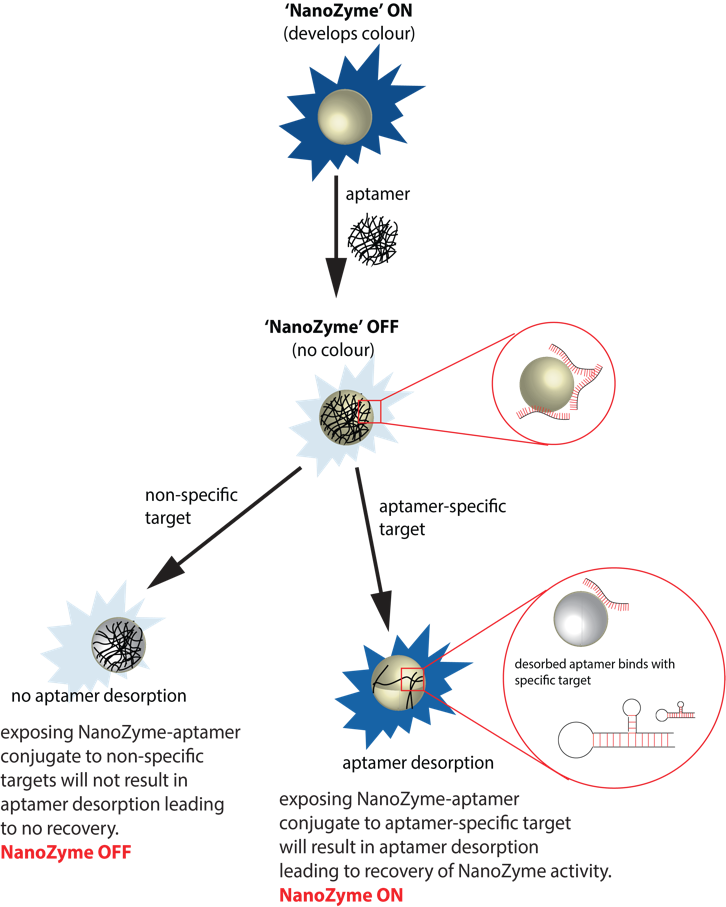 ‘NanoZyme’ ON
(develops colour)
aptamer
‘NanoZyme’ OFF
(no colour)
non-specific
target
aptamer-specific
target
no aptamer desorption
exposing NanoZyme-aptamer
conjugate to non-specific
targets will not result in
aptamer desorption leading
to no recovery.
NanoZyme OFF
desorbed aptamer binds with
specific target
aptamer desorption
exposing NanoZyme-aptamer
conjugate to aptamer-specific target
will result in aptamer desorption
leading to recovery of NanoZyme activity.
NanoZyme ON